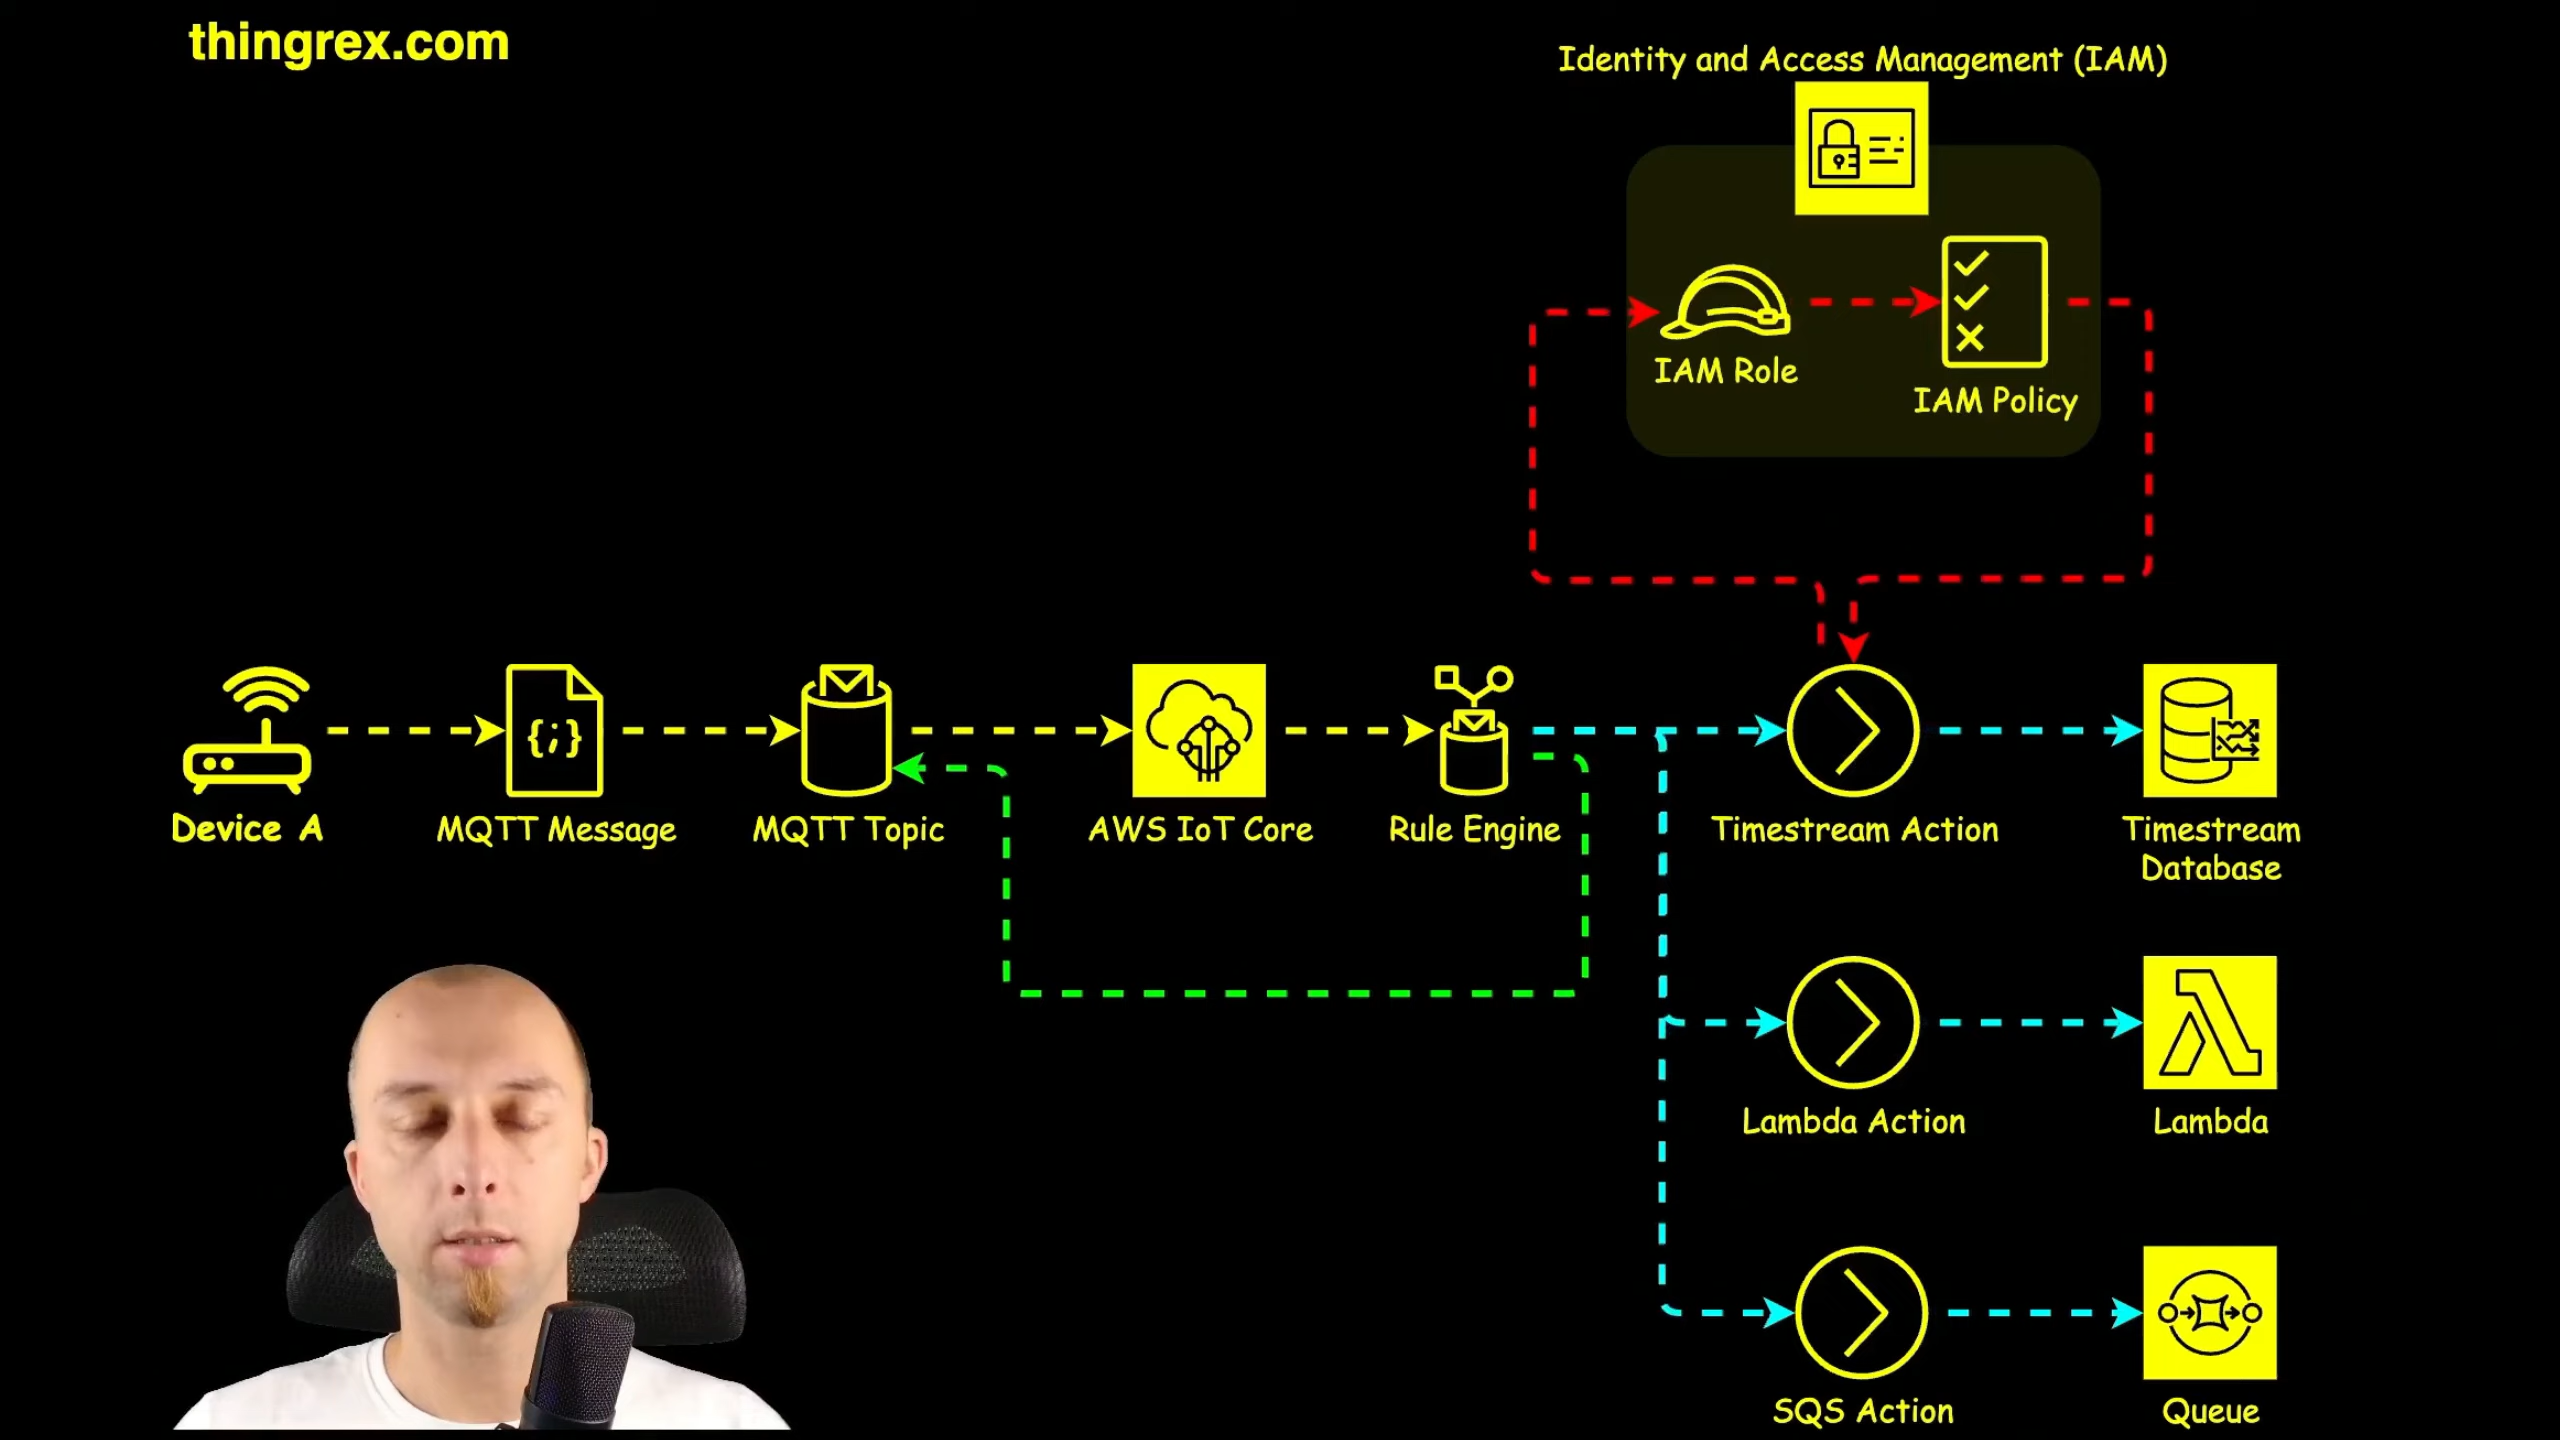 thingrex.com
Identity and Access Management (IAM)
IAM Role
IAM Policy
{;}
Device A
MQTT Message
MQTT Topic
AWS IoT Core
Rule Engine
Timestream Action
Timestream
Database
Lambda Action
Lambda
SQS Action
Queue